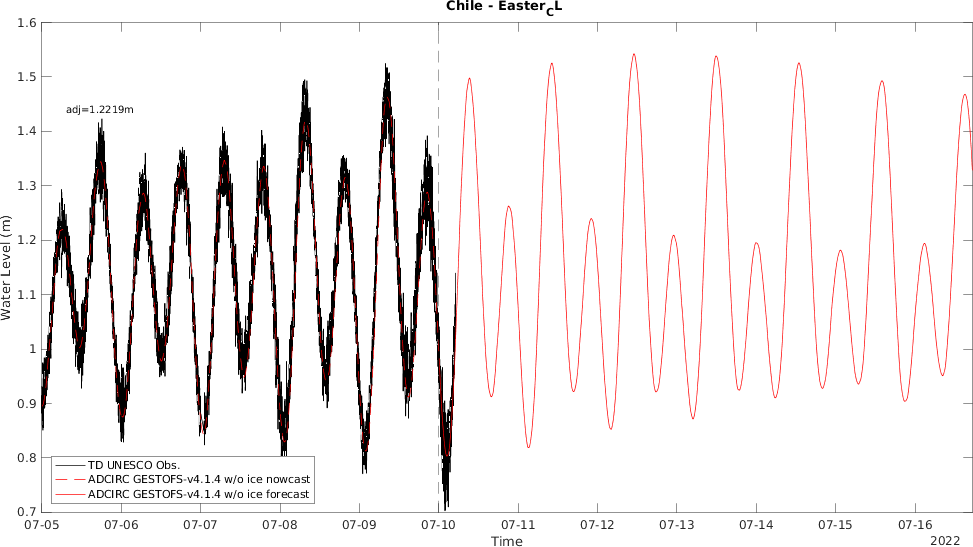 Chile - Easter_CL
1.6
1.5
1.4
1.3
1.2
1.1
1
0.9
0.8
0.7
Water Level (m)
adj=1.2219m
TD UNESCO Obs.
ADCIRC GESTOFS-v4.1.4 w/o ice nowcast
ADCIRC GESTOFS-v4.1.4 w/o ice forecast
07-05 07-06 07-07 07-08 07-09 07-10 07-11 07-12 07-13 07-14 07-15 07-16
Time
2022